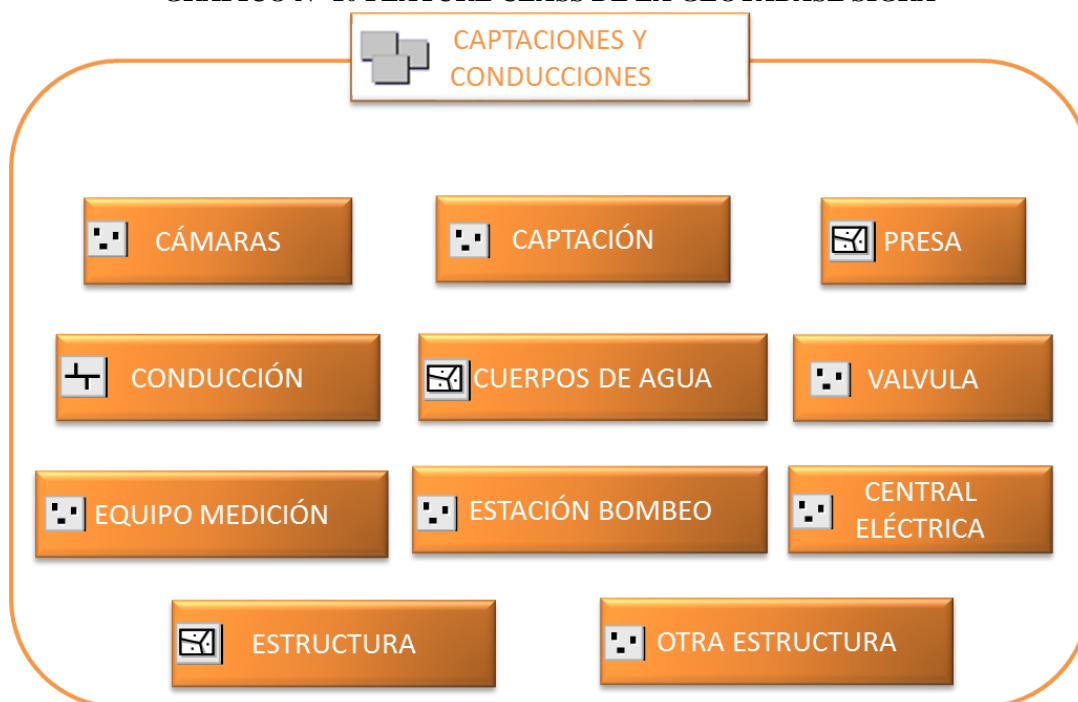 CAPTACIONES Y
CONDUCCIONES
CÁMARAS
CAPTACIÓN
PRESA
CONDUCCIÓN
CUERPOS DE AGUA
VALVULA
EQUIPO MEDICIÓN
ESTACIÓN BOMBEO
CENTRAL
ELÉCTRICA
ESTRUCTURA
OTRA ESTRUCTURA